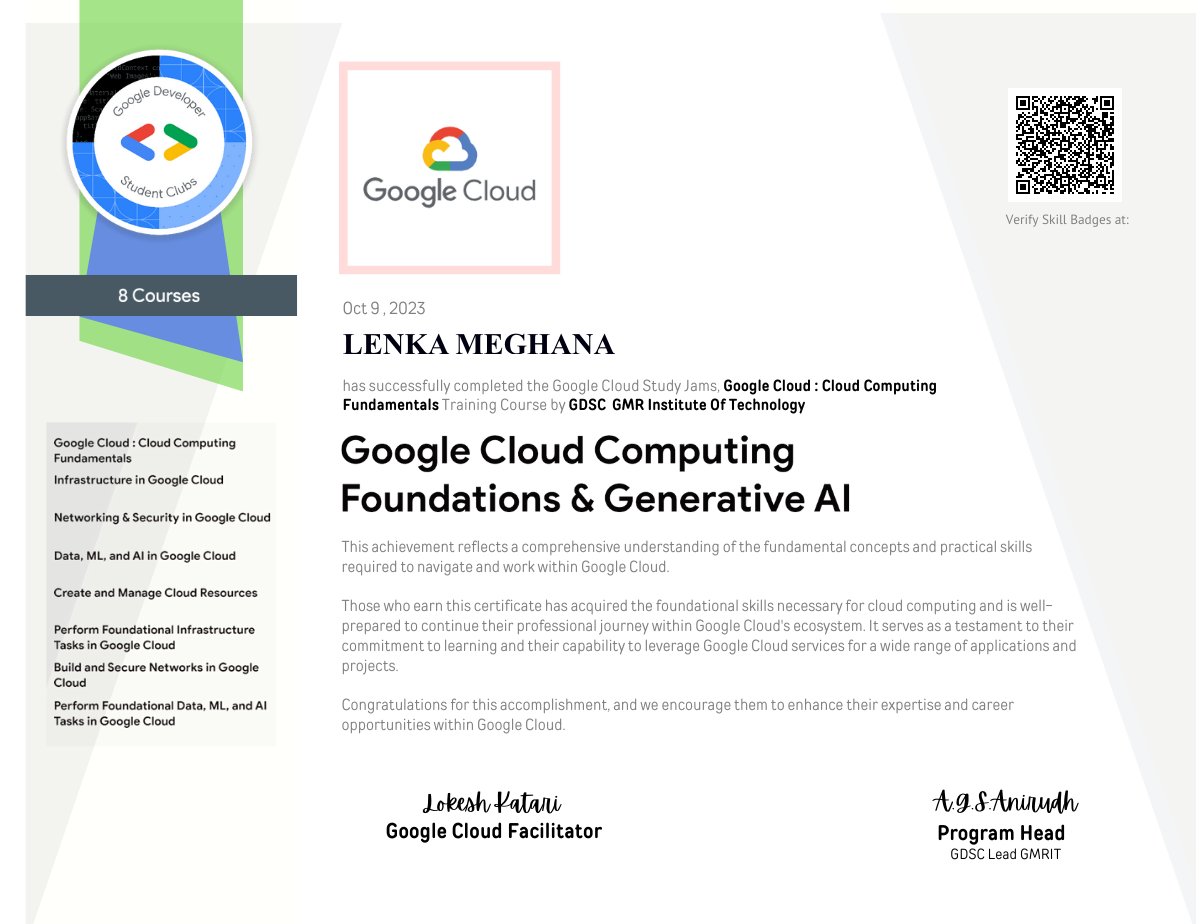 Google Developer
Student Clubs
8 Courses
Google Cloud : Cloud Computing
Fundamentals
Infrastructure in Google Cloud
Networking & Security in Google Cloud
Data, ML, and AI in Google Cloud
Create and Manage Cloud Resources
Perform Foundational Infrastructure
Tasks in Google Cloud
Build and Secure Networks in Google
Cloud
Perform Foundational Data, ML, and AI
Tasks in Google Cloud
Google Cloud
Verify Skill Badges at:
Oct 9 , 2023
LENKA MEGHANA
has successfully completed the Google Cloud Study Jams, Google Cloud : Cloud Computing
Fundamentals Training Course by GDSC GMR Institute Of Technology
Google Cloud Computing
Foundations & Generative AI
This achievement reflects a comprehensive understanding of the fundamental concepts and practical skills
required to navigate and work within Google Cloud.
Those who earn this certificate has acquired the foundational skills necessary for cloud computing and is well-
prepared to continue their professional journey within Google Cloud's ecosystem. It serves as a testament to their
commitment to learning and their capability to leverage Google Cloud services for a wide range of applications and
projects.
Congratulations for this accomplishment, and we encourage them to enhance their expertise and career
opportunities within Google Cloud.
Lokesh Katari
Google Cloud Facilitator
A.G.S.Anirudh
Program Head
GDSC Lead GMRIT